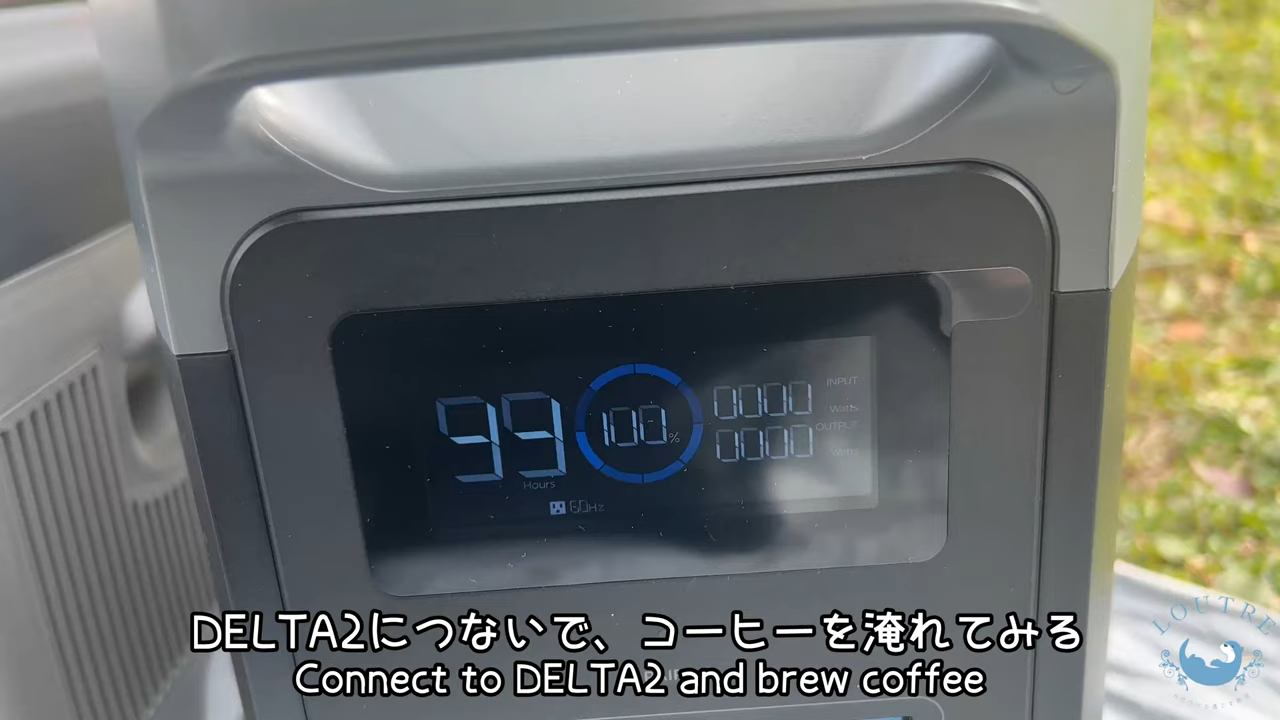 99
Hours
100%
0000
INPUT
Watts
0000
OUTPUT
Watts
60Hz
DELTA2につないで、コーヒーを淹れてみる
Connect to DELTA2 and brew coffee
LOUTRE